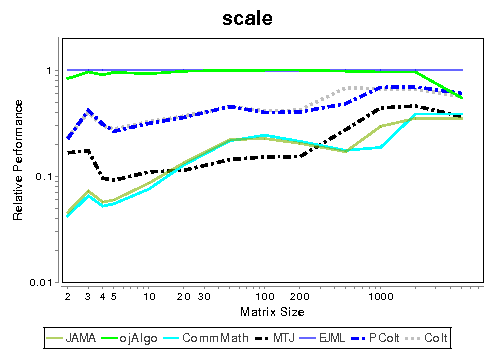 scale
1
0.1
0.01
Relative Performance
2 3 4 5 10 20 30 100 200 1000
Matrix Size
JAMA ojAlgo CommMath MTJ EJML PColt Colt